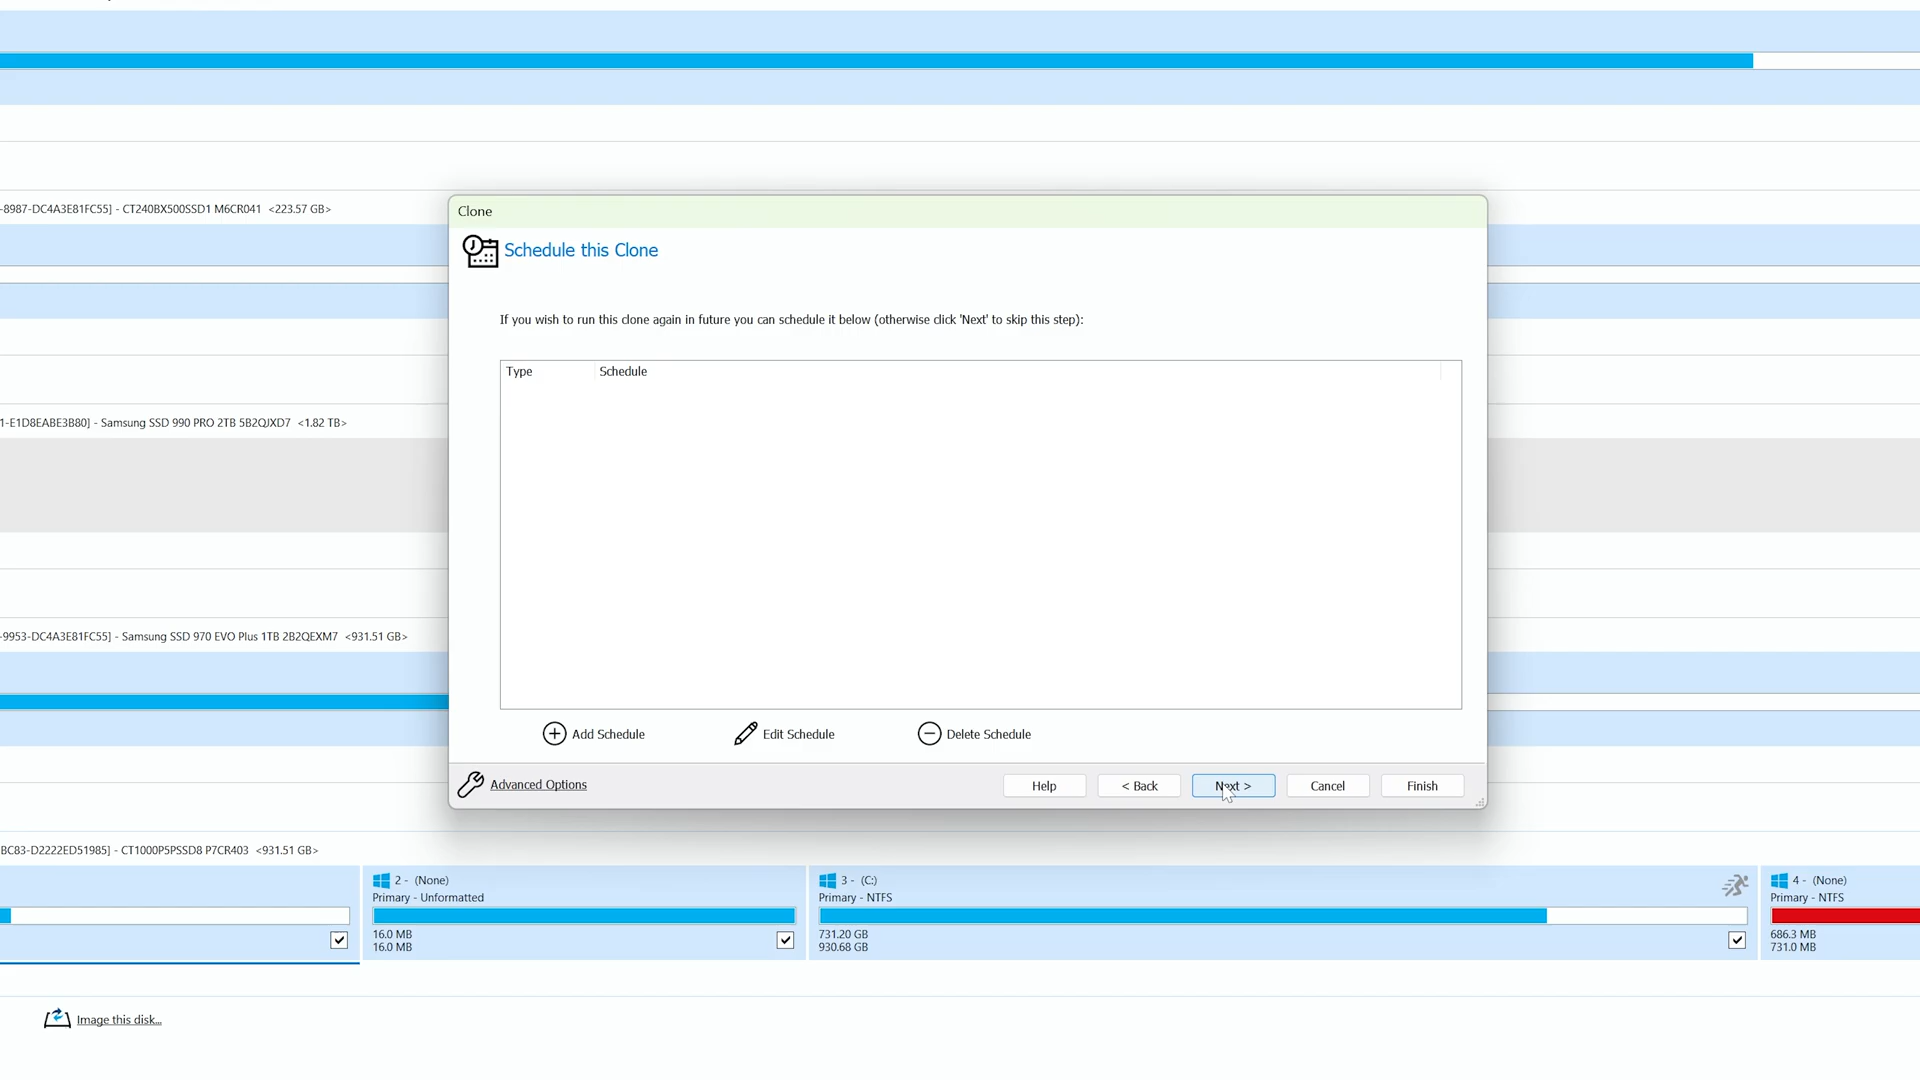 -8987-DC4A3E81FC55] - CT240BX500SSD1 M6CR041 <223.57 GB>
Clone
Schedule this Clone
If you wish to run this clone again in future you can schedule it below (otherwise click 'Next' to skip this step):
Type Schedule
1-E1D8EABE3B80] - Samsung SSD 990 PRO 2TB 5B2QJXD7 <1.82 TB>
-9953-DC4A3E81FC55] - Samsung SSD 970 EVO Plus 1TB 2B2QEXM7 <931.51 GB>
Add Schedule Edit Schedule Delete Schedule
Advanced Options Help < Back Next > Cancel Finish
BC83-D2222ED51985] - CT1000P5PSSD8 P7CR403 <931.51 GB>
2 - (None) 3 - (C:) 4 - (None)
Primary - Unformatted Primary - NTFS Primary - NTFS
16.0 MB 731.20 GB 686.3 MB
16.0 MB 930.68 GB 731.0 MB
Image this disk...